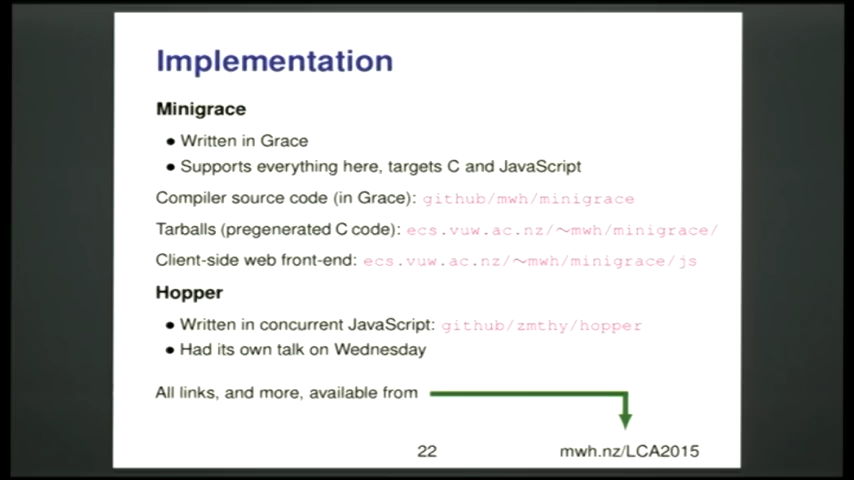 Implementation
Minigrace
• Written in Grace
• Supports everything here, targets C and JavaScript
Compiler source code (in Grace): github/mwh/minigrace
Tarballs (pregenerated C code): ecs.vuw.ac.nz/~mwh/minigrace/
Client-side web front-end: ecs.vuw.ac.nz/~mwh/minigrace/js
Hopper
• Written in concurrent JavaScript: github/zmthy/hopper
• Had its own talk on Wednesday
All links, and more, available from
22
mwh.nz/LCA2015